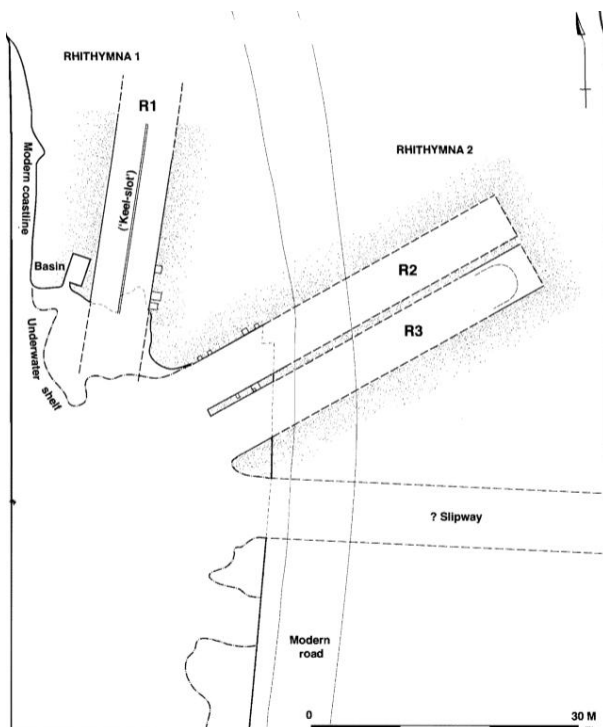 RHITHYMNA 1
R1
('Keel-slot')
Modern coastline
Basin
Underwater
shelf
RHITHYMNA 2
R2
R3
? Slipway
Modern
road
0
30 M